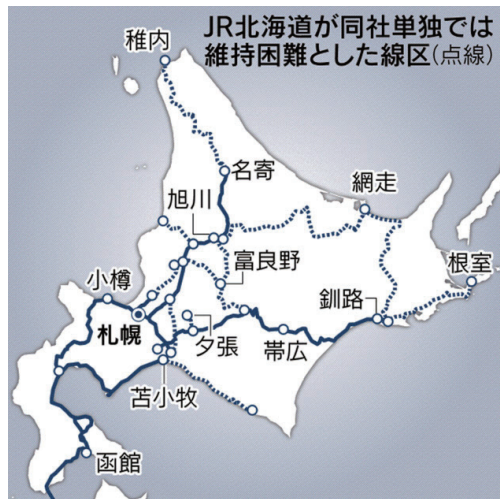 JR北海道が同社単独では
維持困難とした線区(点線)
稚内
名寄
網走
旭川
富良野
根室
小樽
釧路
札幌
夕張
帯広
苫小牧
函館